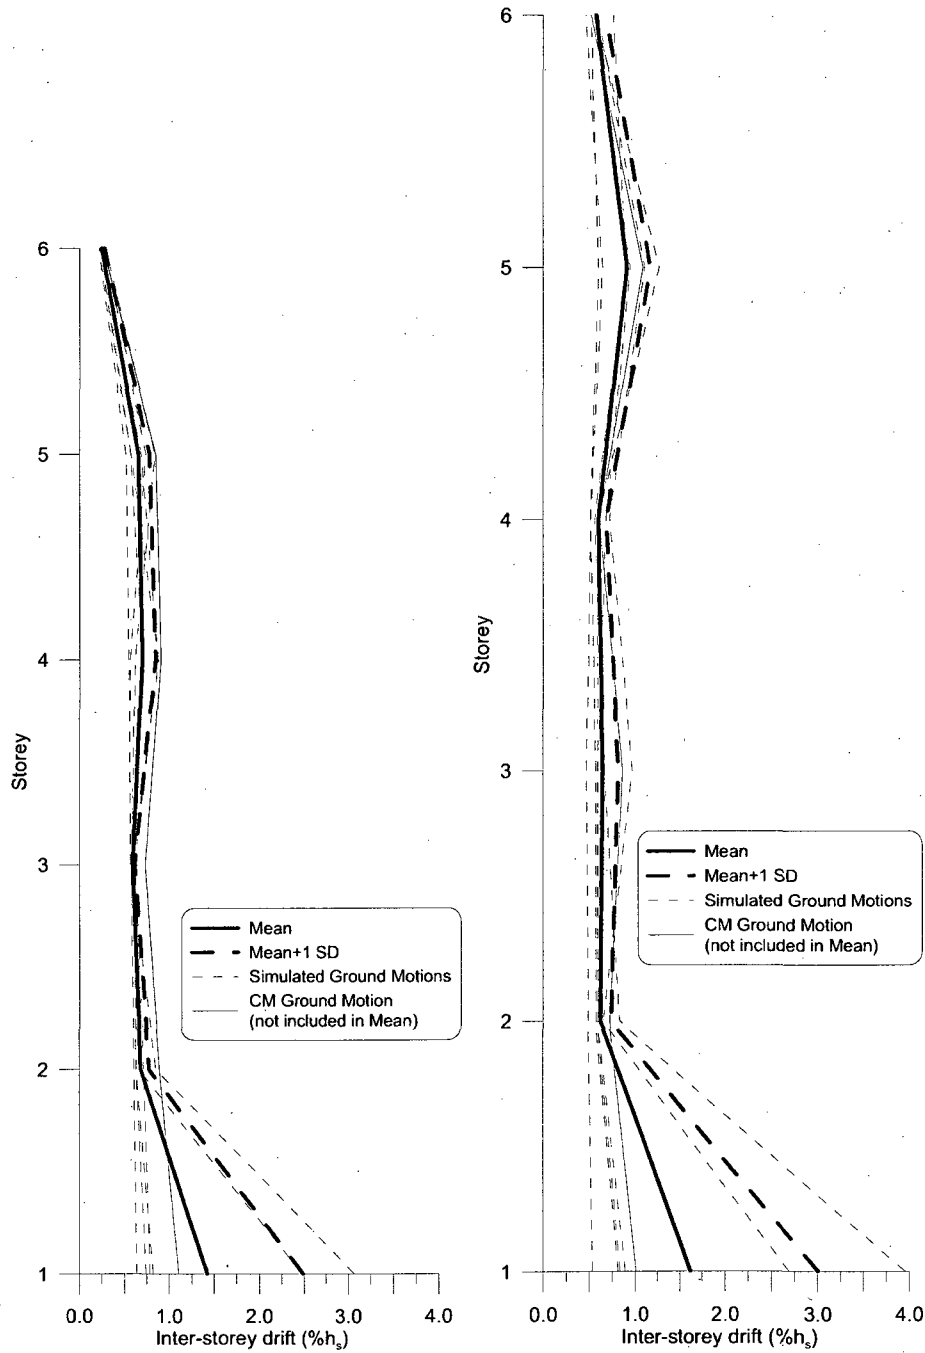 6
5
4
3
2
1
Storey
Mean
Mean+1 SD
Simulated Ground Motions
CM Ground Motion
(not included in Mean)
0.0 1.0 2.0 3.0 4.0
Inter-storey drift (%hs)
6
5
4
3
2
1
Storey
Mean
Mean+1 SD
Simulated Ground Motions
CM Ground Motion
(not included in Mean)
0.0 1.0 2.0 3.0 4.0
Inter-storey drift (%hs)